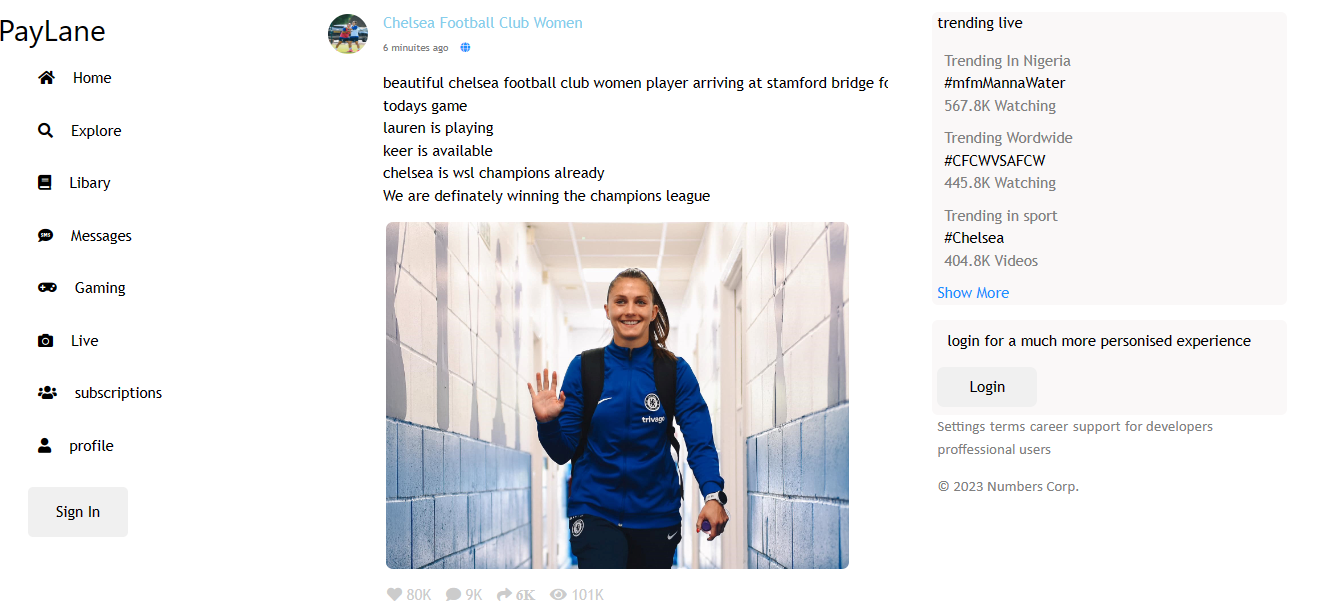 PayLane
Home
Explore
Libary
Messages
Gaming
Live
subscriptions
profile
Sign In
Chelsea Football Club Women
6 minuites ago
beautiful chelsea football club women player arriving at stamford bridge fo
todays game
lauren is playing
keer is available
chelsea is wsl champions already
We are definately winning the champions league
trivago
80K 9K 6K 101K
trending live
Trending In Nigeria
#mfmMannaWater
567.8K Watching
Trending Wordwide
#CFCWVSAFCW
445.8K Watching
Trending in sport
#Chelsea
404.8K Videos
Show More
login for a much more personised experience
Login
Settings terms career support for developers
proffessional users
© 2023 Numbers Corp.